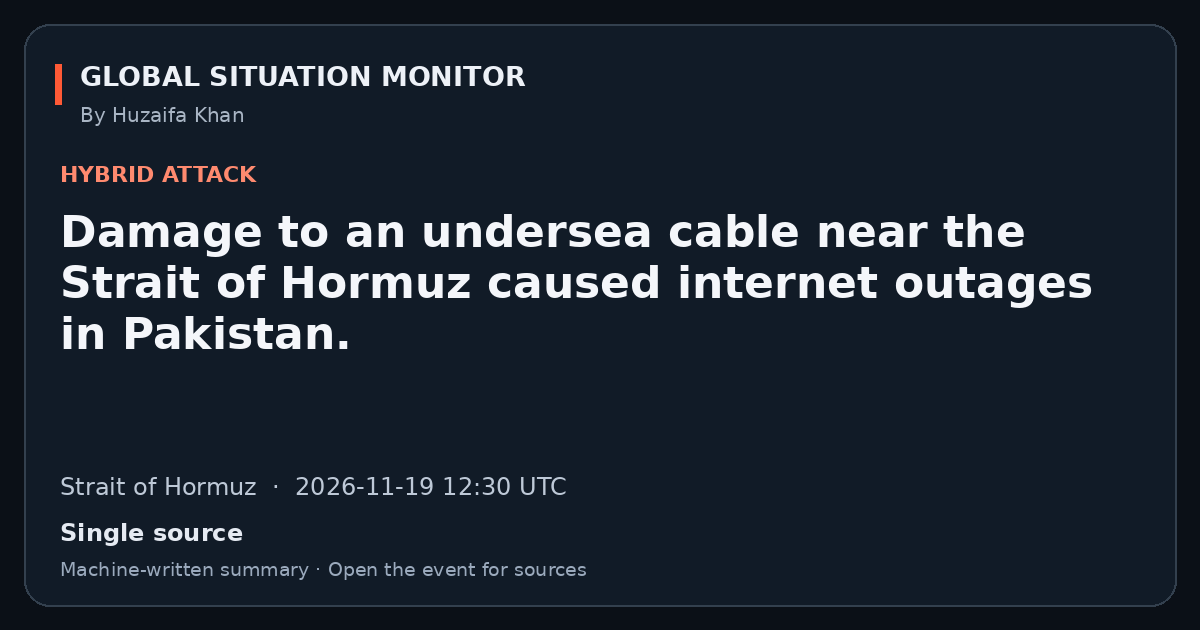 GLOBAL SITUATION MONITOR
By Huzaifa Khan
HYBRID ATTACK
Damage to an undersea cable near the
Strait of Hormuz caused internet outages
in Pakistan.
Strait of Hormuz · 2026-11-19 12:30 UTC
Single source
Machine-written summary · Open the event for sources